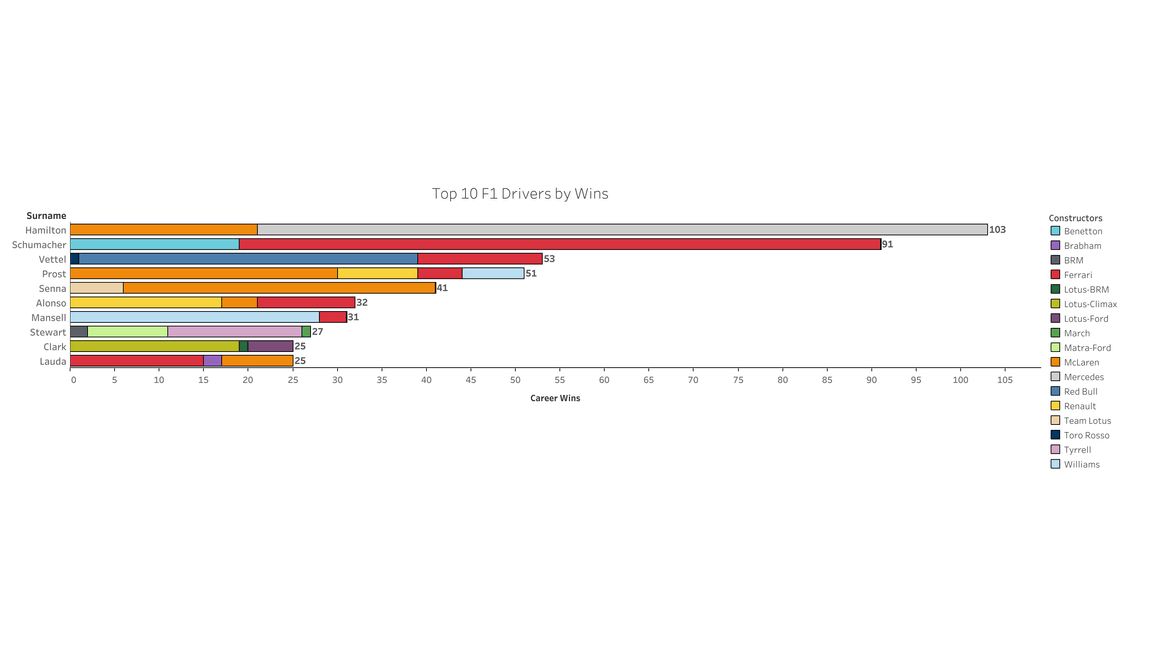 Top 10 F1 Drivers by Wins
Surname
Hamilton 103
Schumacher 91
Vettel 53
Prost 51
Senna 41
Alonso 32
Mansell 31
Stewart 27
Clark 25
Lauda 25
0 5 10 15 20 25 30 35 40 45 50 55 60 65 70 75 80 85 90 95 100 105
Career Wins
Constructors
Benetton
Brabham
BRM
Ferrari
Lotus-BRM
Lotus-Climax
Lotus-Ford
March
Matra-Ford
McLaren
Mercedes
Red Bull
Renault
Team Lotus
Toro Rosso
Tyrrell
Williams